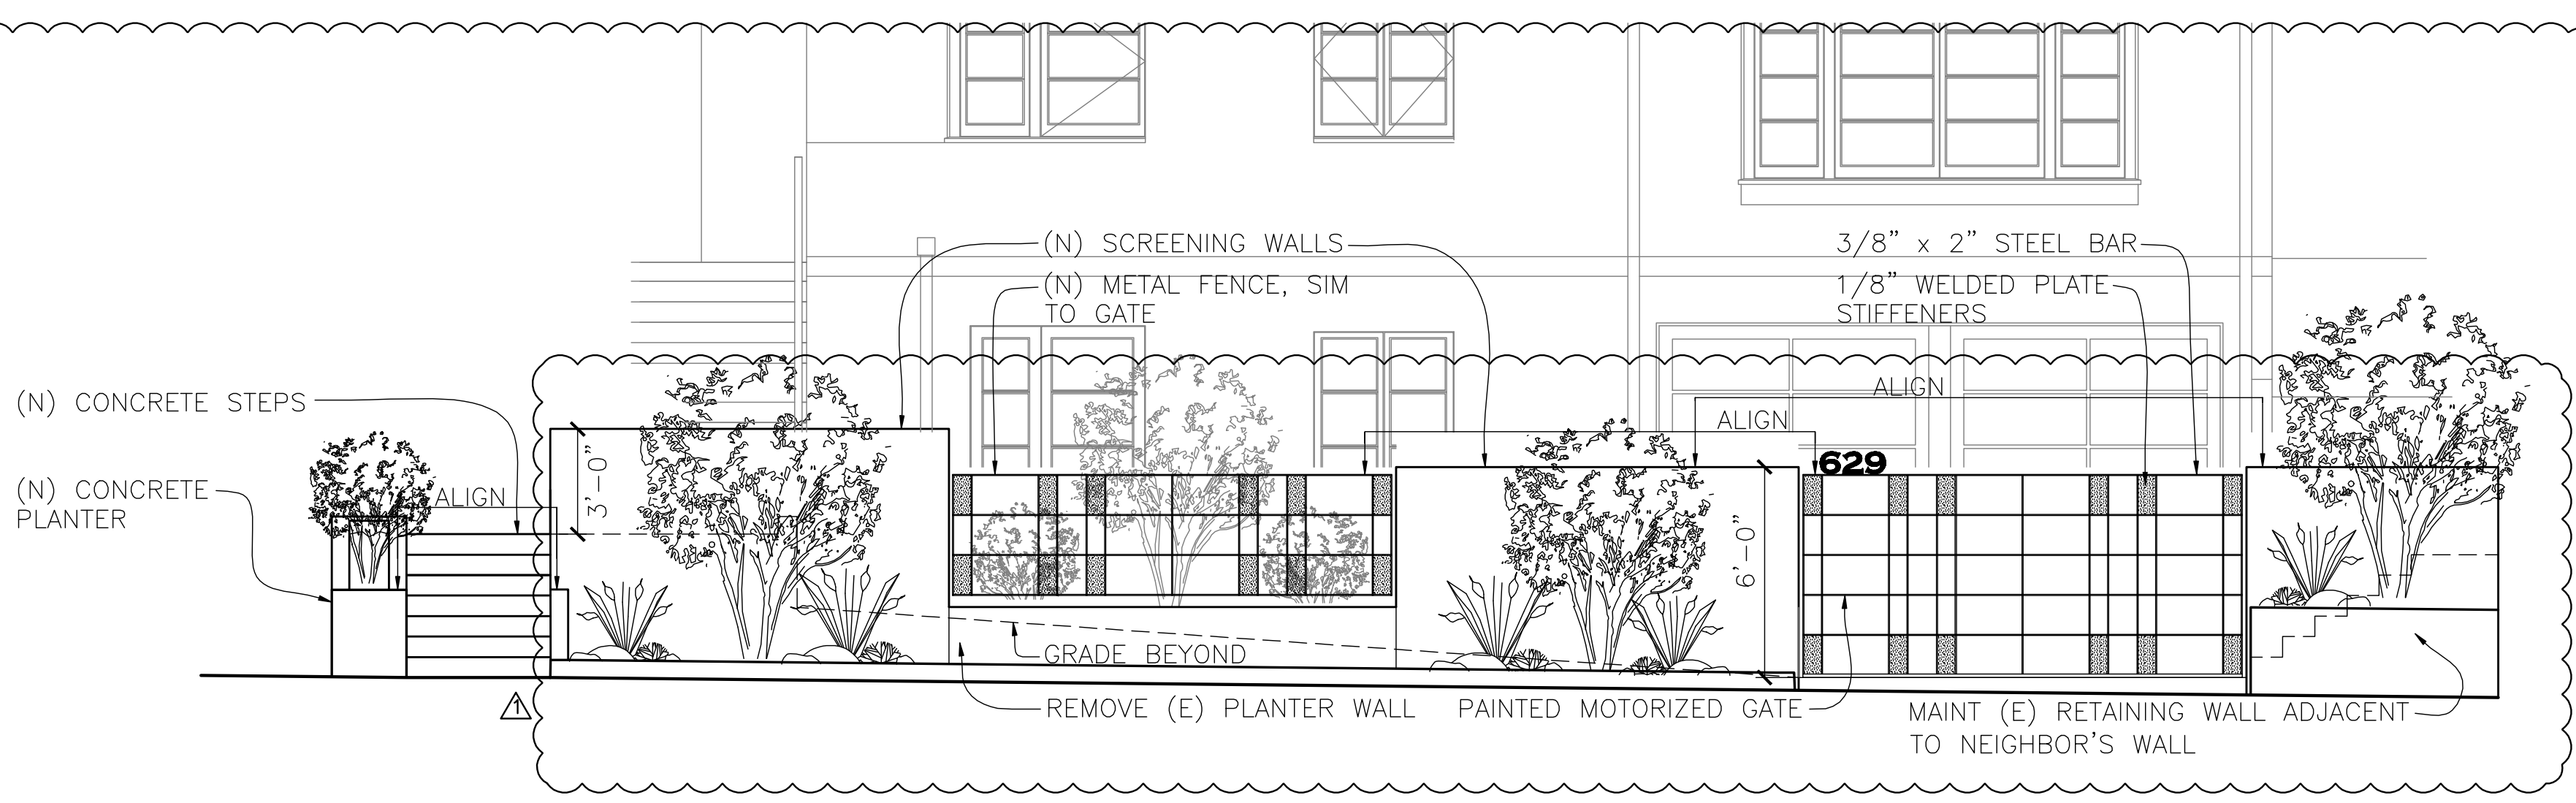 (N) SCREENING WALLS
(N) METAL FENCE, SIM
TO GATE
3/8” x 2” STEEL BAR
1/8” WELDED PLATE
STIFFENERS
(N) CONCRETE STEPS
(N) CONCRETE
PLANTER
ALIGN
3’-0”
ALIGN
ALIGN
629
6’-0”
GRADE BEYOND
REMOVE (E) PLANTER WALL
PAINTED MOTORIZED GATE
MAINT (E) RETAINING WALL ADJACENT
TO NEIGHBOR’S WALL
1